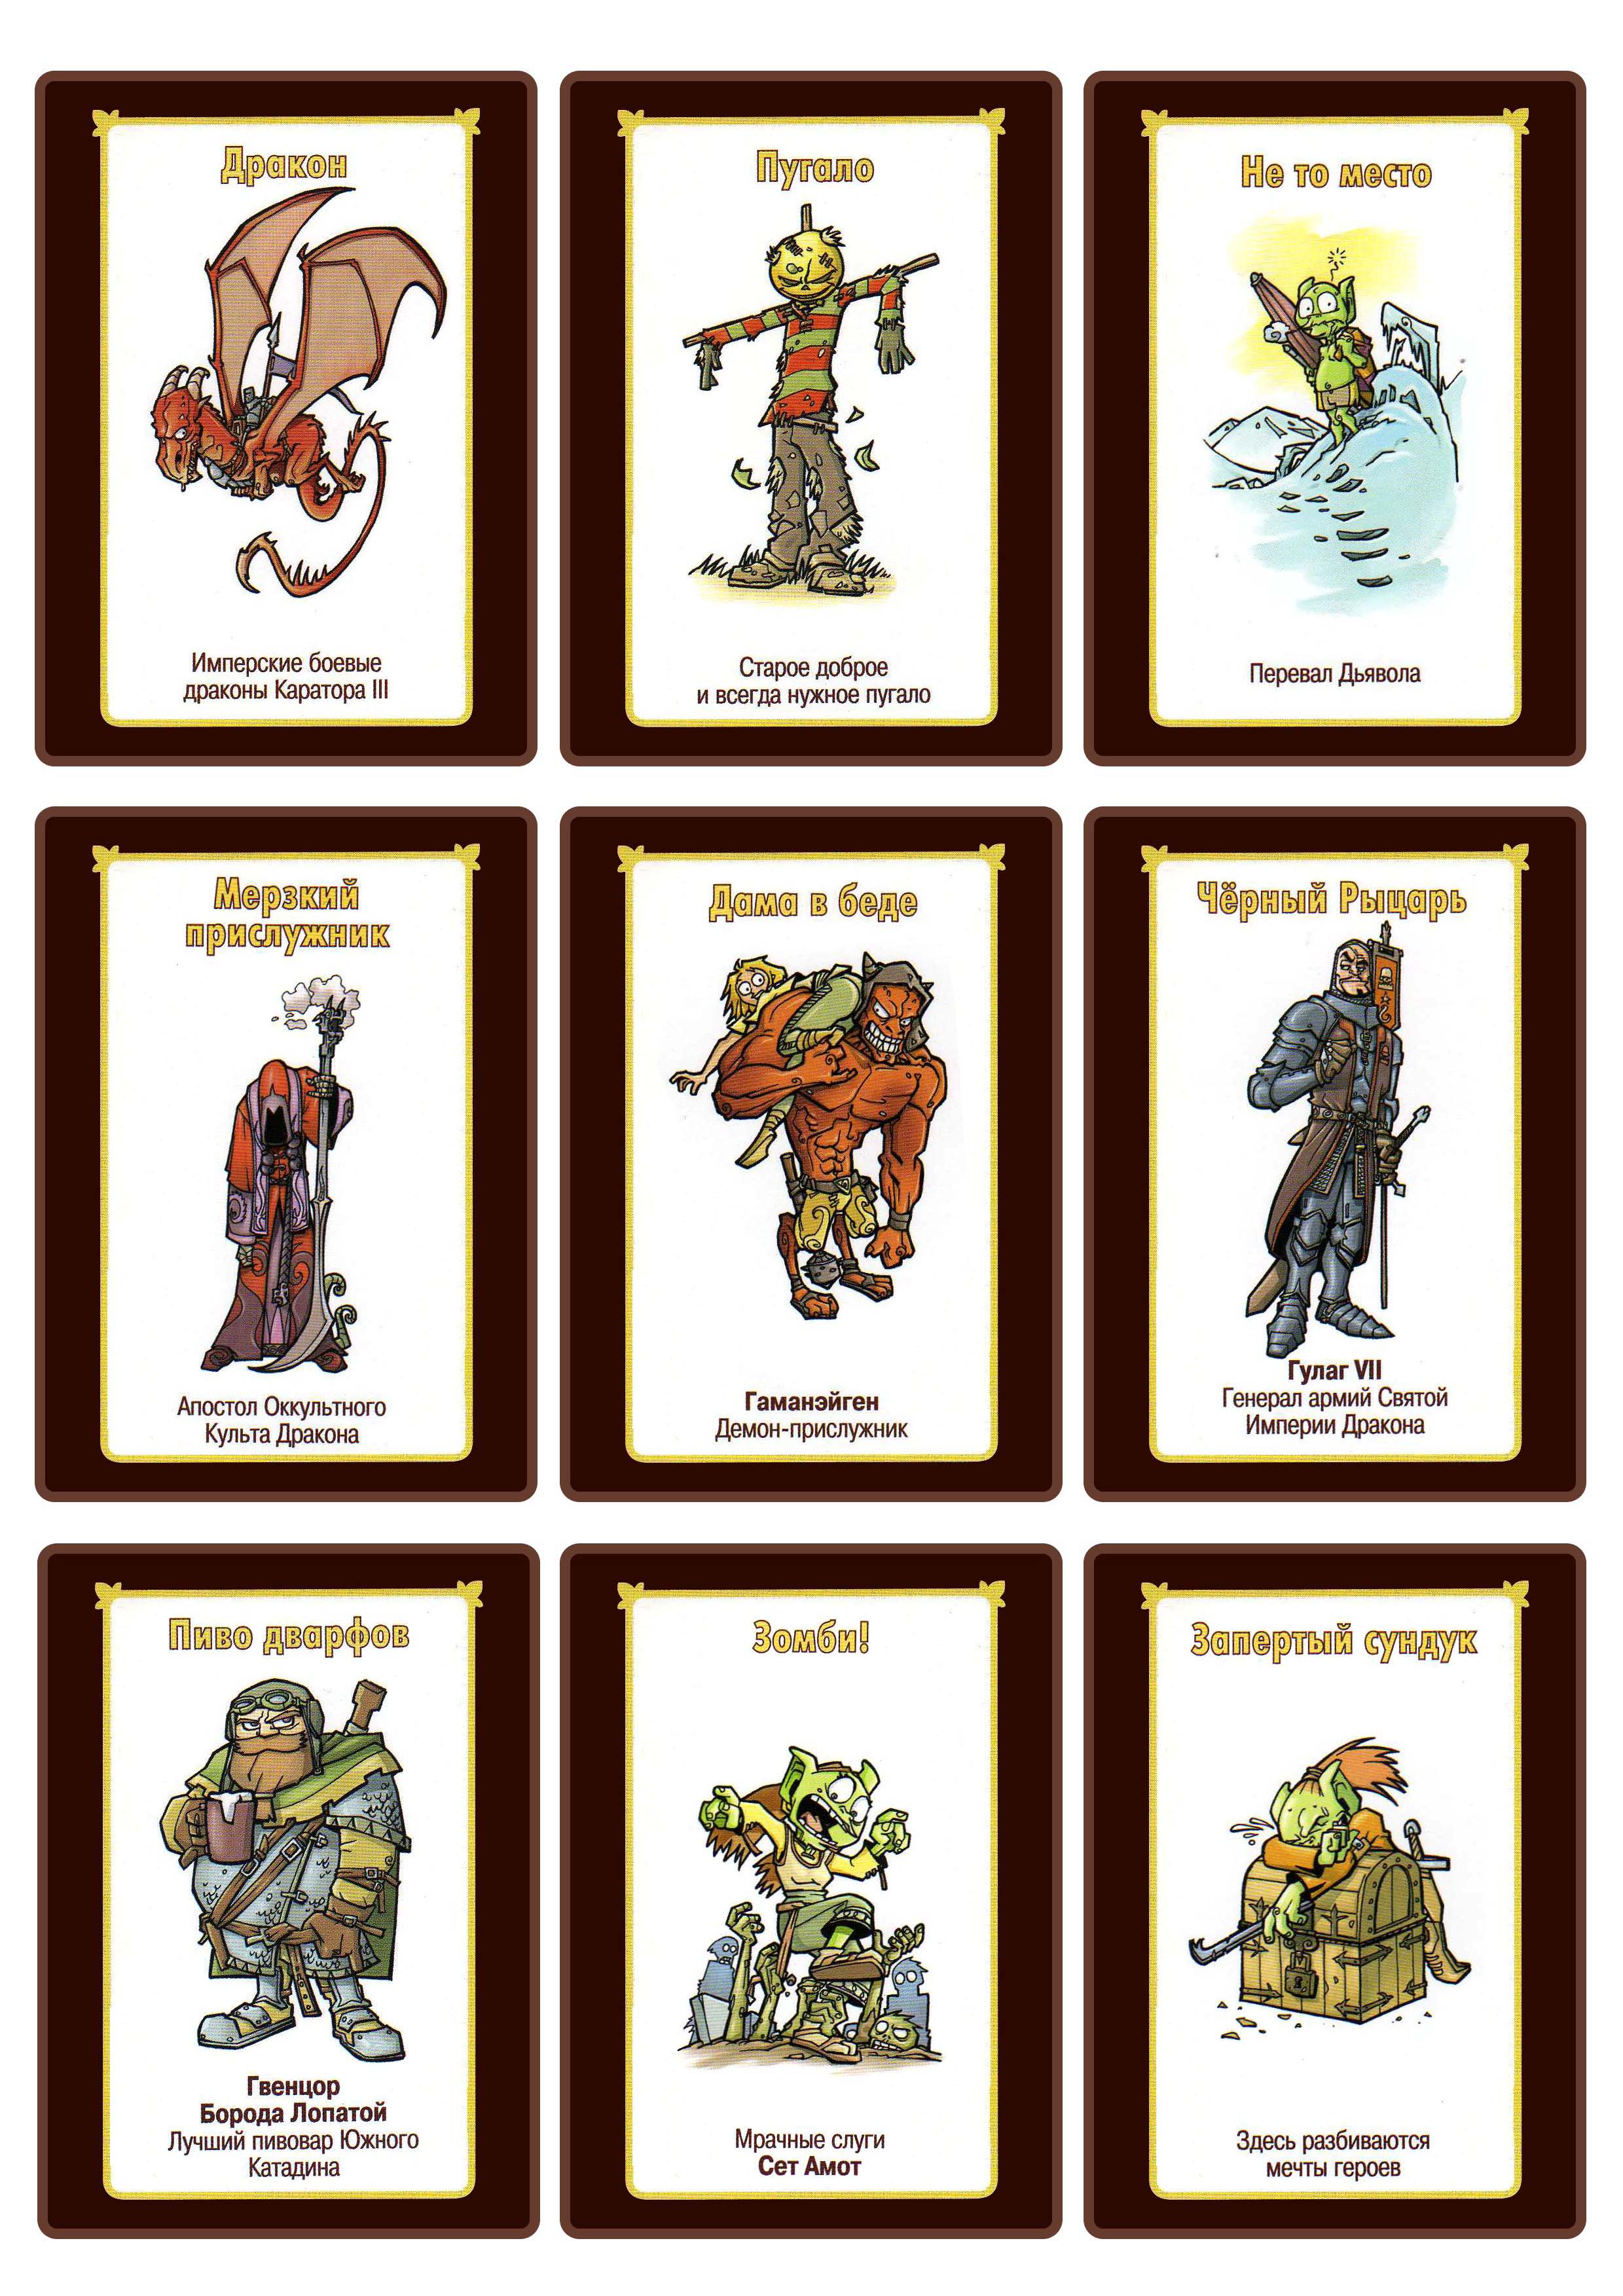 Дракон
Имперские боевые
драконы Каратора III
Пугало
Старое доброе
и всегда нужное пугало
Не то место
Перевал Дьявола
Мерзкий
прислужник
Апостол Оккультного
Культа Дракона
Дама в беде
Гаманэйген
Демон-прислужник
Чёрный Рыцарь
Гулаг VII
Генерал армий Святой
Империи Дракона
Пиво дварфов
Гвенцор
Борода Лопатой
Лучший пивовар Южного
Катадина
Зомби!
Мрачные слуги
Сет Амот
Запертый сундук
Здесь разбиваются
мечты героев